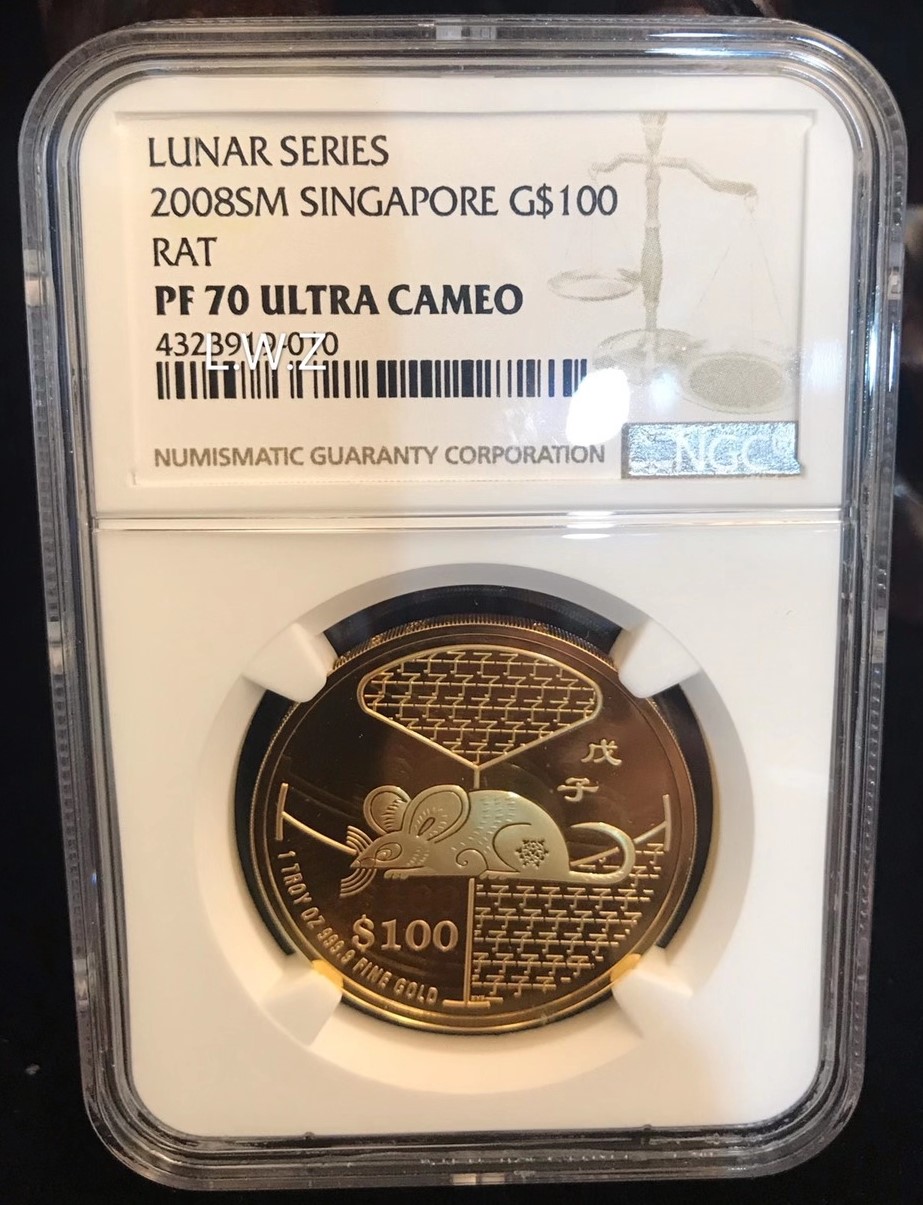 LUNAR SERIES
2008SM SINGAPORE G$100
RAT
PF 70 ULTRA CAMEO
L.W.Z
NUMISMATIC GUARANTY CORPORATION
NGC
戊
子
$100
1 TROY OZ 999.9 FINE GOLD